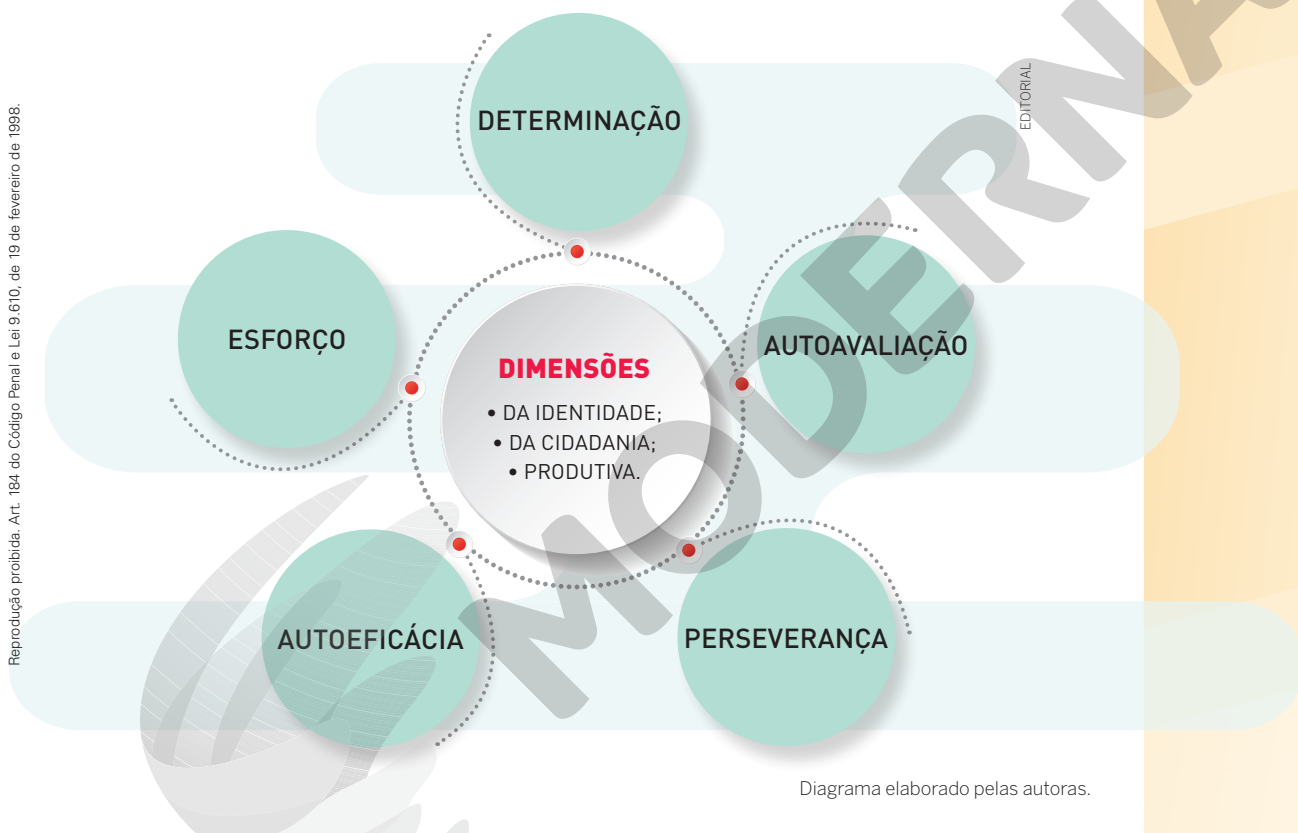 Reprodução proibida. Art. 184 do Código Penal e Lei 9.610, de 19 de fevereiro de 1998.
EDITORIAL
DETERMINAÇÃO
ESFORÇO
AUTOAVALIAÇÃO
DIMENSÕES
• DA IDENTIDADE;
• DA CIDADANIA;
• PRODUTIVA.
AUTOEFICÁCIA
PERSEVERANÇA
Diagrama elaborado pelas autoras.
MODERNA